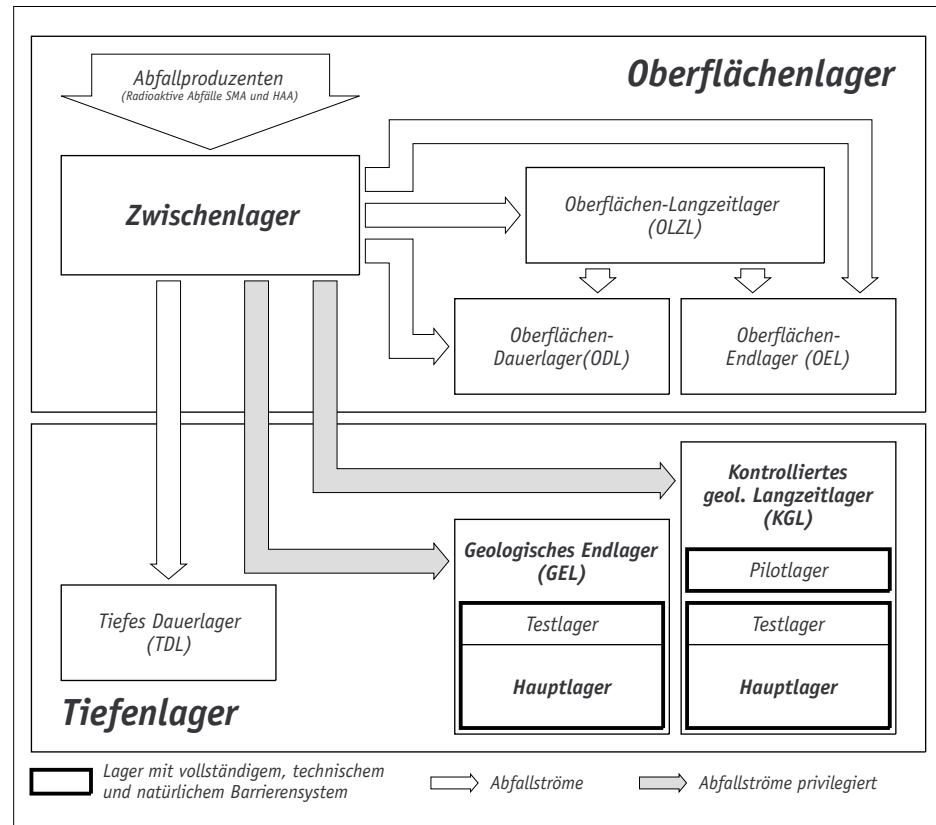 Oberflächenlager
Abfallproduzenten
(Radioaktive Abfälle SMA und HAA)
Zwischenlager
Oberflächen-Langzeitlager
(OLZL)
Oberflächen-
Dauerlager(ODL)
Oberflächen-
Endlager (OEL)
Kontrolliertes
geol. Langzeitlager
(KGL)
Pilotlager
Testlager
Hauptlager
Geologisches Endlager
(GEL)
Testlager
Hauptlager
Tiefes Dauerlager
(TDL)
Tiefenlager
Lager mit vollständigem, technischem
und natürlichem Barrierensystem
Abfallströme
Abfallströme privilegiert